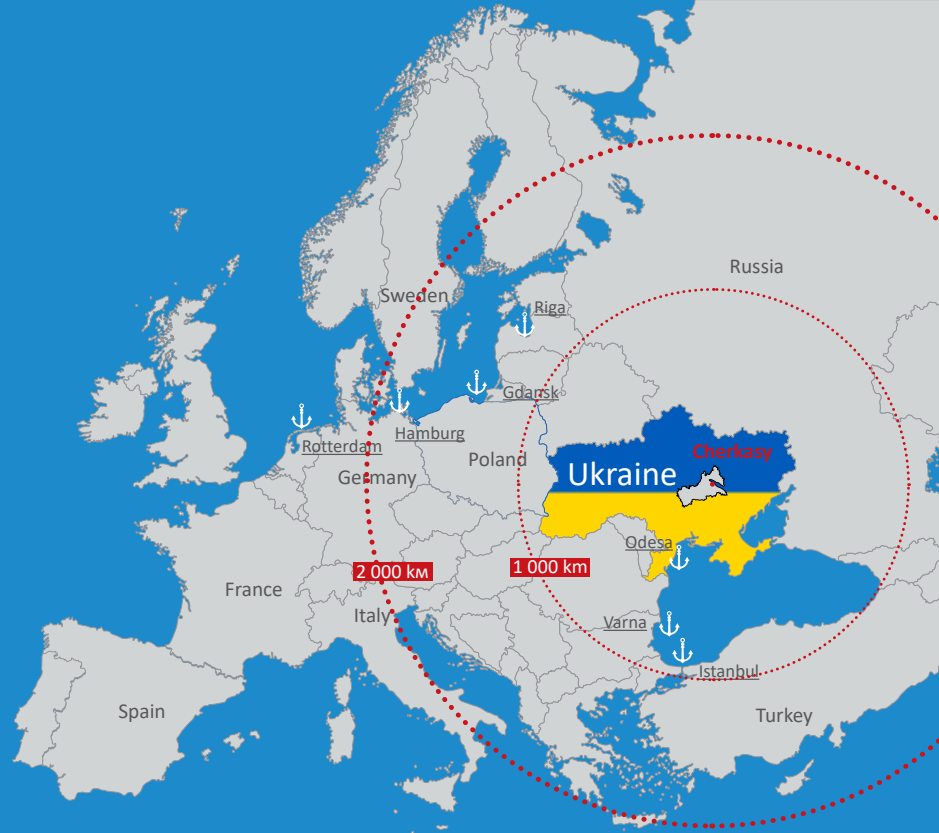 Russia
Sweden
Riga
Gdansk
Hamburg
Rotterdam
Cherkasy
Poland
Ukraine
Germany
Odesa
1 000 km
2 000 км
France
Italy
Varna
Istanbul
Spain
Turkey